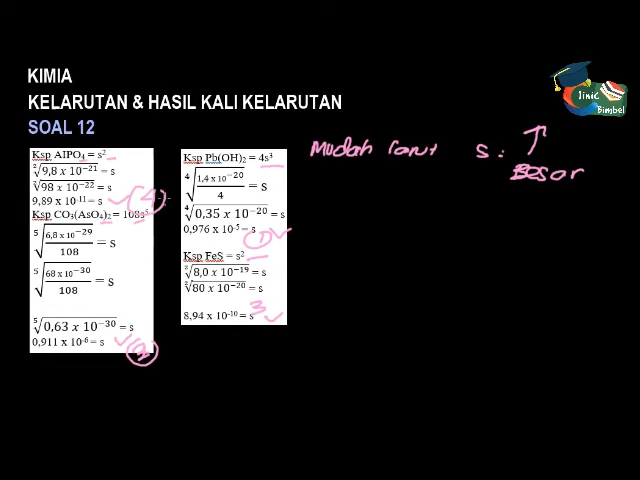 KIMIA
KELARUTAN & HASIL KALI KELARUTAN
SOAL 12
Jinic
Bimbel
Mudah larut s :
Besar
Ksp AIPO₄ = s²
²√9,8 x 10⁻²¹ = s
²√98 x 10⁻²² = s
9,89 x 10⁻¹¹ = s (4)
Ksp CO₃(AsO₄)₂ = 108s⁵
⁵√(6,8 x 10⁻²⁹/108) = s
⁵√(68 x 10⁻³⁰/108) = s
⁵√0,63 x 10⁻³⁰ = s
0,911 x 10⁻⁶ = s
Ksp Pb(OH)₂ = 4s³
⁴√(1,4 x 10⁻²⁰/4) = s
⁴√0,35 x 10⁻²⁰ = s
0,976 x 10⁻⁵ = s
1
Ksp FeS = s²
²√8,0 x 10⁻¹⁹ = s
²√80 x 10⁻²⁰ = s
8,94 x 10⁻¹⁰ = s 3